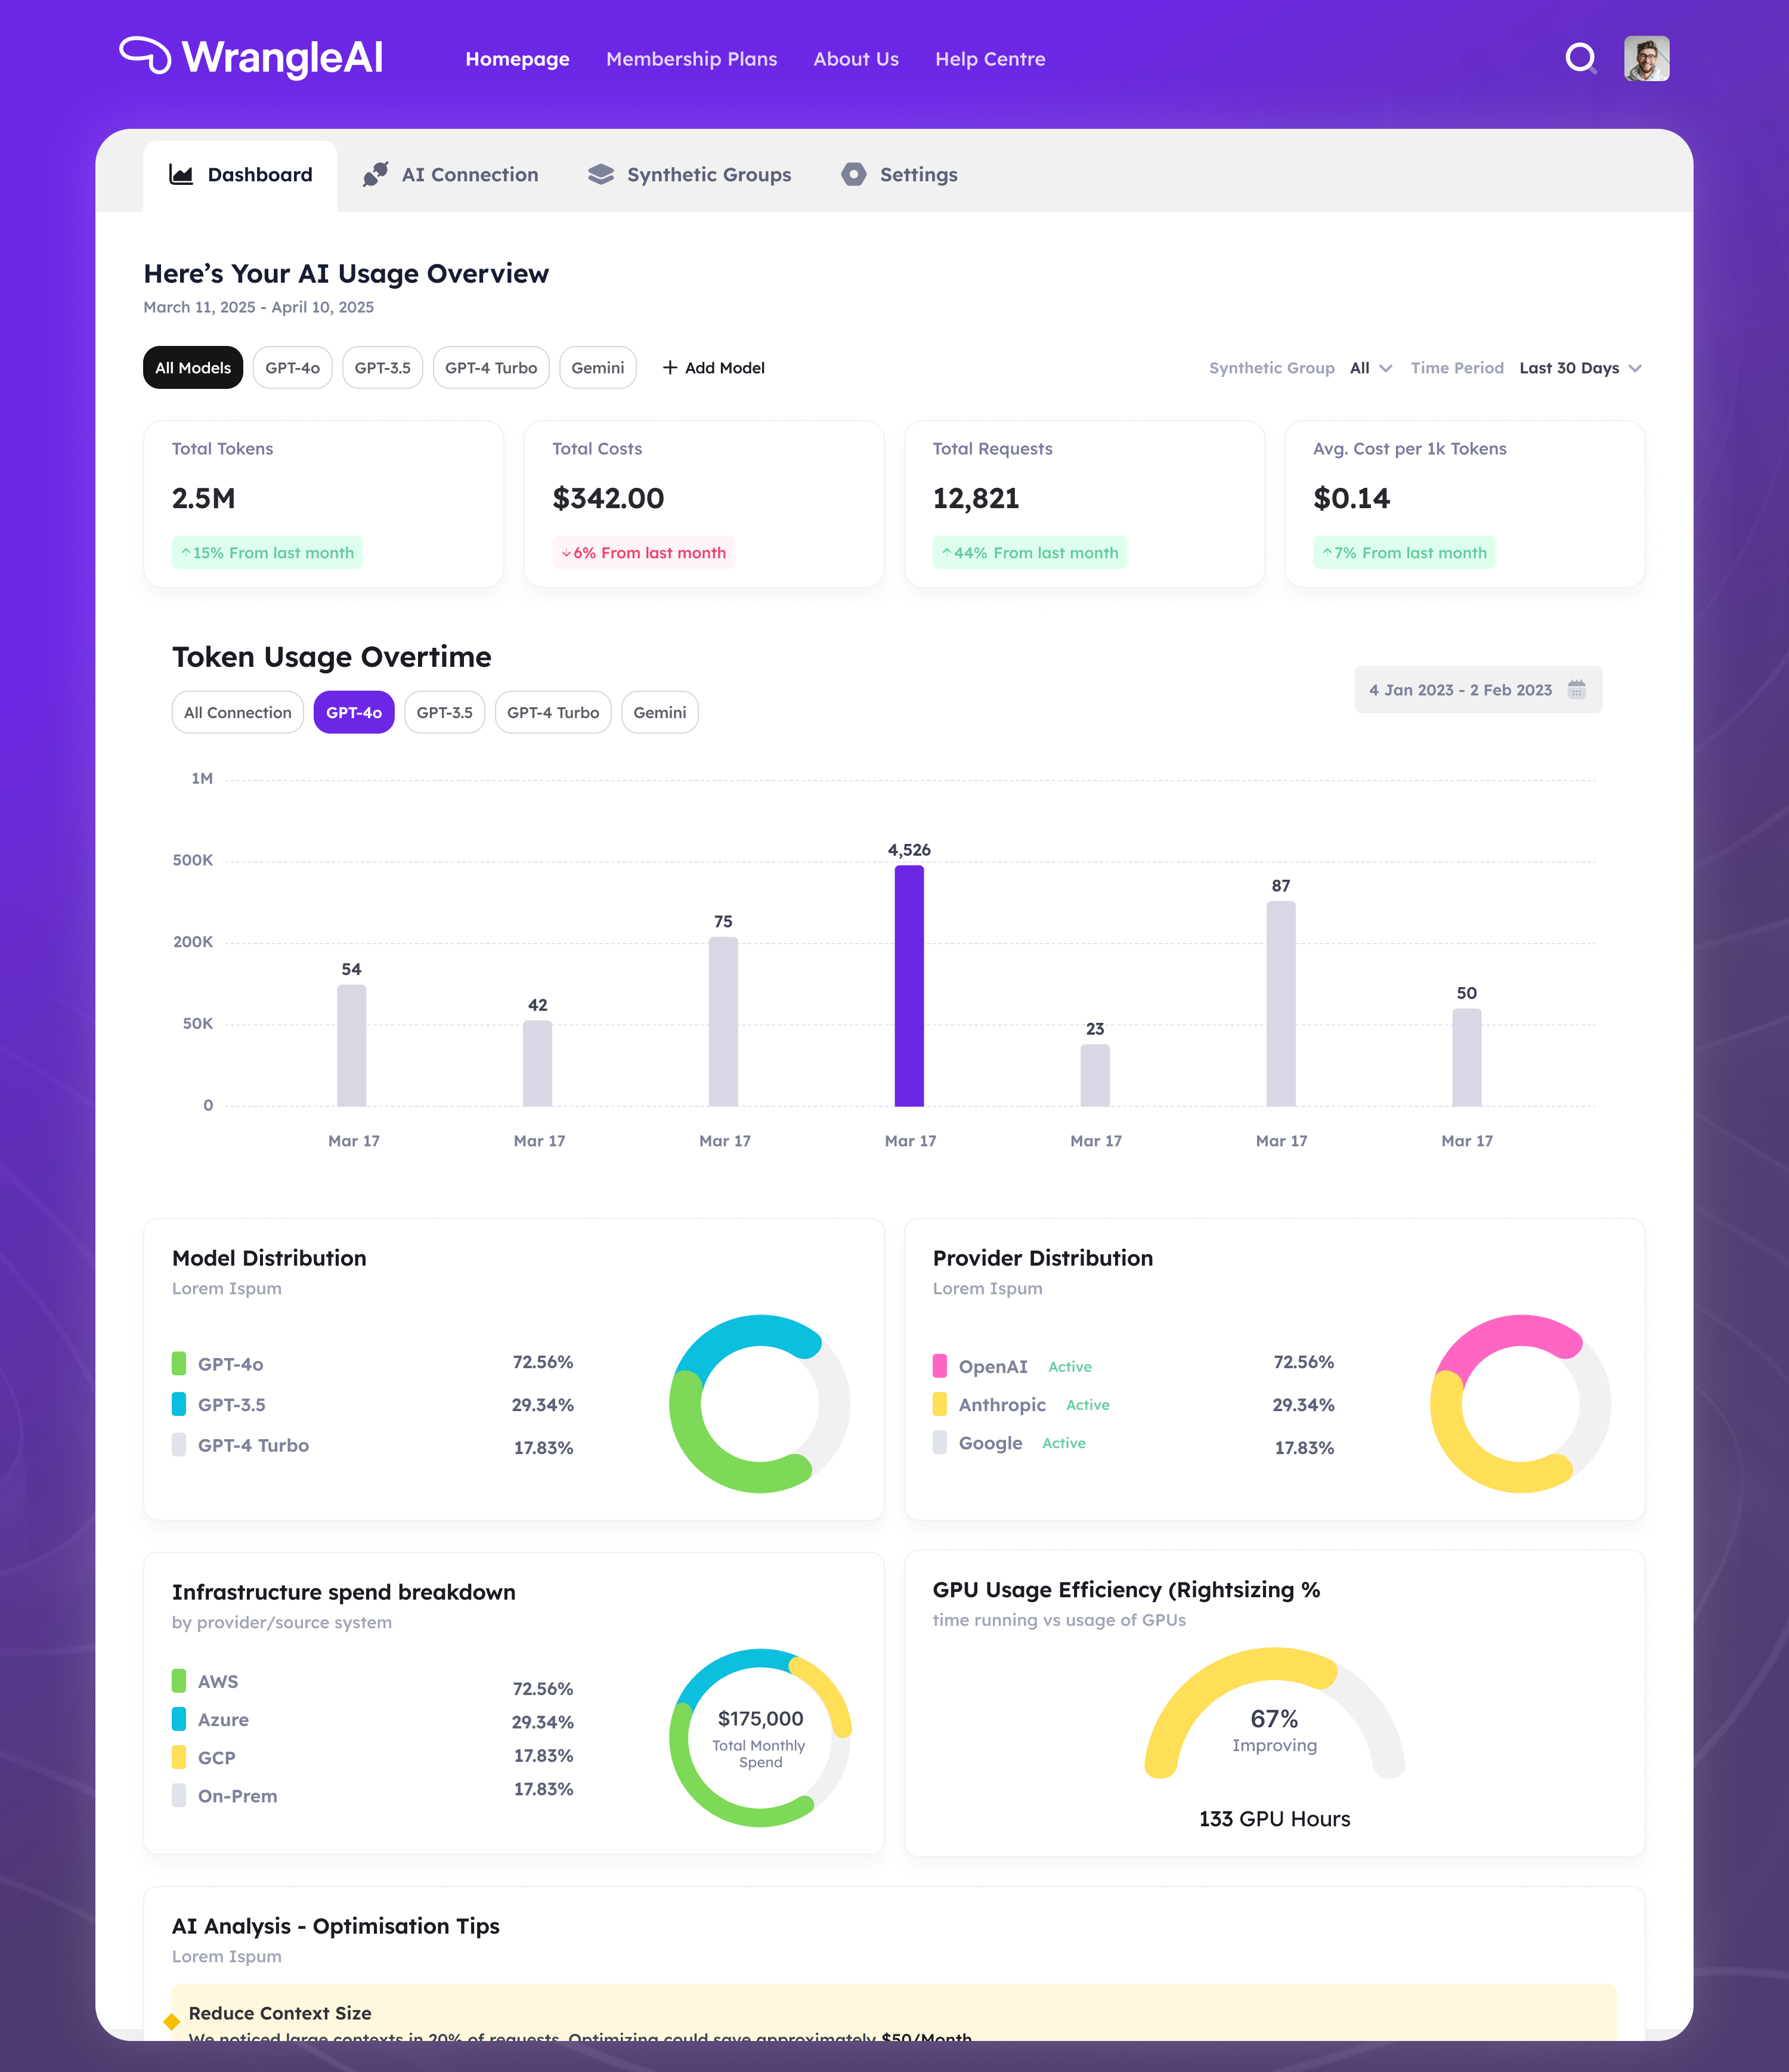 WrangleAI
Homepage Membership Plans About Us Help Centre
Dashboard AI Connection Synthetic Groups Settings
Here’s Your AI Usage Overview
March 11, 2025 - April 10, 2025
All Models GPT-4o GPT-3.5 GPT-4 Turbo Gemini + Add Model Synthetic Group All Time Period Last 30 Days
Total Tokens
2.5M
↑15% From last month
Total Costs
$342.00
↓6% From last month
Total Requests
12,821
↑44% From last month
Avg. Cost per 1k Tokens
$0.14
↑7% From last month
Token Usage Overtime
4 Jan 2023 - 2 Feb 2023
All Connection GPT-4o GPT-3.5 GPT-4 Turbo Gemini
1M
500K
200K
50K
0
54 42 75 4,526 23 87 50
Mar 17 Mar 17 Mar 17 Mar 17 Mar 17 Mar 17 Mar 17
Model Distribution
Lorem Ispum
GPT-4o 72.56%
GPT-3.5 29.34%
GPT-4 Turbo 17.83%
Provider Distribution
Lorem Ispum
OpenAI Active 72.56%
Anthropic Active 29.34%
Google Active 17.83%
Infrastructure spend breakdown
by provider/source system
AWS 72.56%
Azure 29.34%
GCP 17.83%
On-Prem 17.83%
$175,000
Total Monthly
Spend
GPU Usage Efficiency (Rightsizing %
time running vs usage of GPUs
67%
Improving
133 GPU Hours
AI Analysis - Optimisation Tips
Lorem Ispum
Reduce Context Size
We noticed large contexts in 20% of requests. Optimizing could save approximately $50/Month